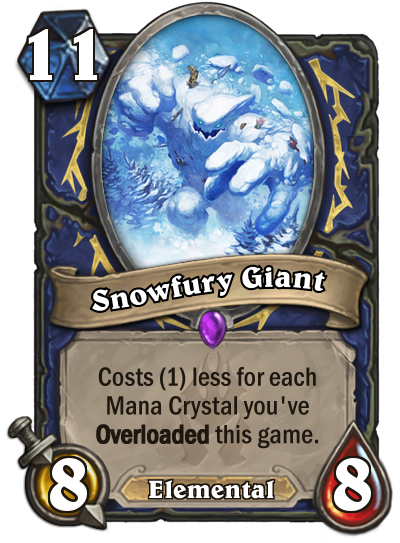 11
Snowfury Giant
Costs (1) less for each
Mana Crystal you've
Overloaded this game.
8
Elemental
8